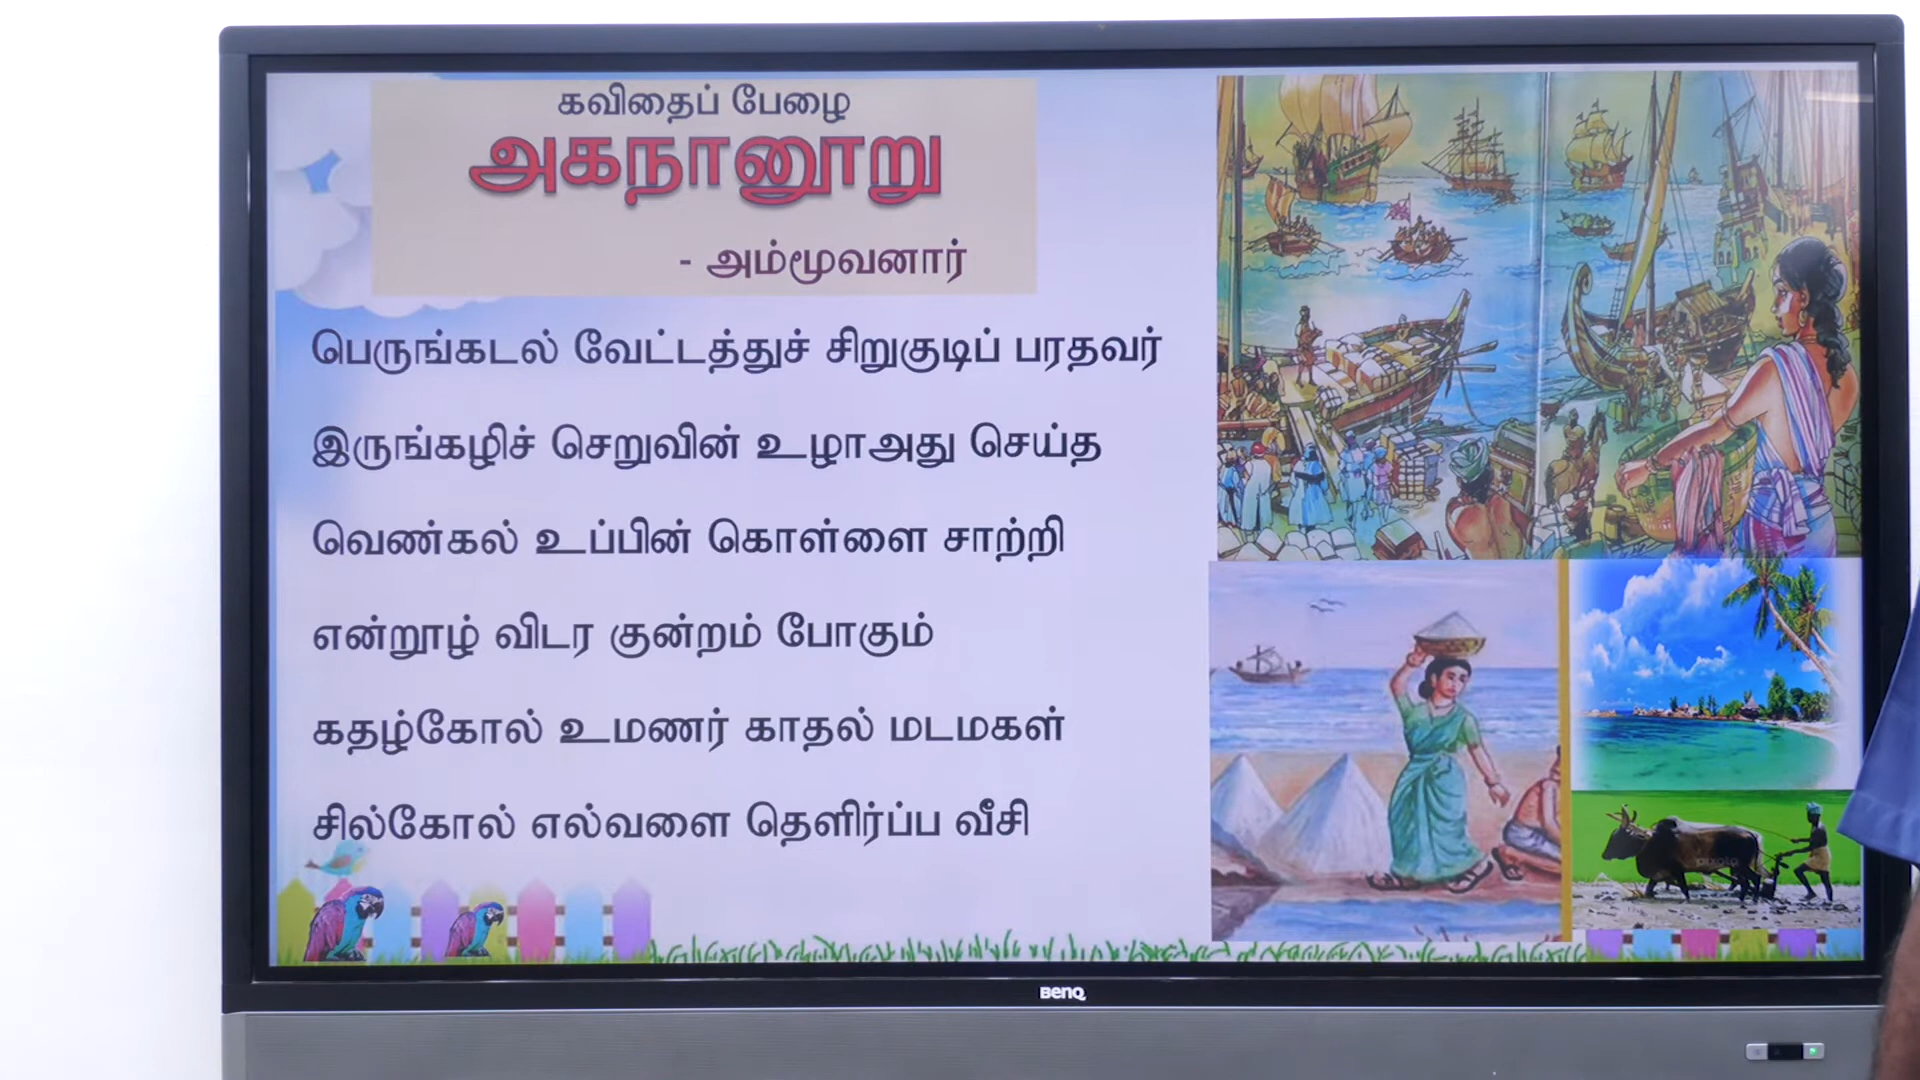 கவிதைப் பேழை
அகநானூறு
- அம்மூவனார்
பெருங்கடல் வேட்டத்துச் சிறுகுடிப் பரதவர்
இருங்கழிச் செறுவின் உழாஅது செய்த
வெண்கல் உப்பின் கொள்ளை சாற்றி
என்றூழ் விடர குன்றம் போகும்
கதழ்கோல் உமணர் காதல் மடமகள்
சில்கோல் எல்வளை தெளிர்ப்ப வீசி
BenQ